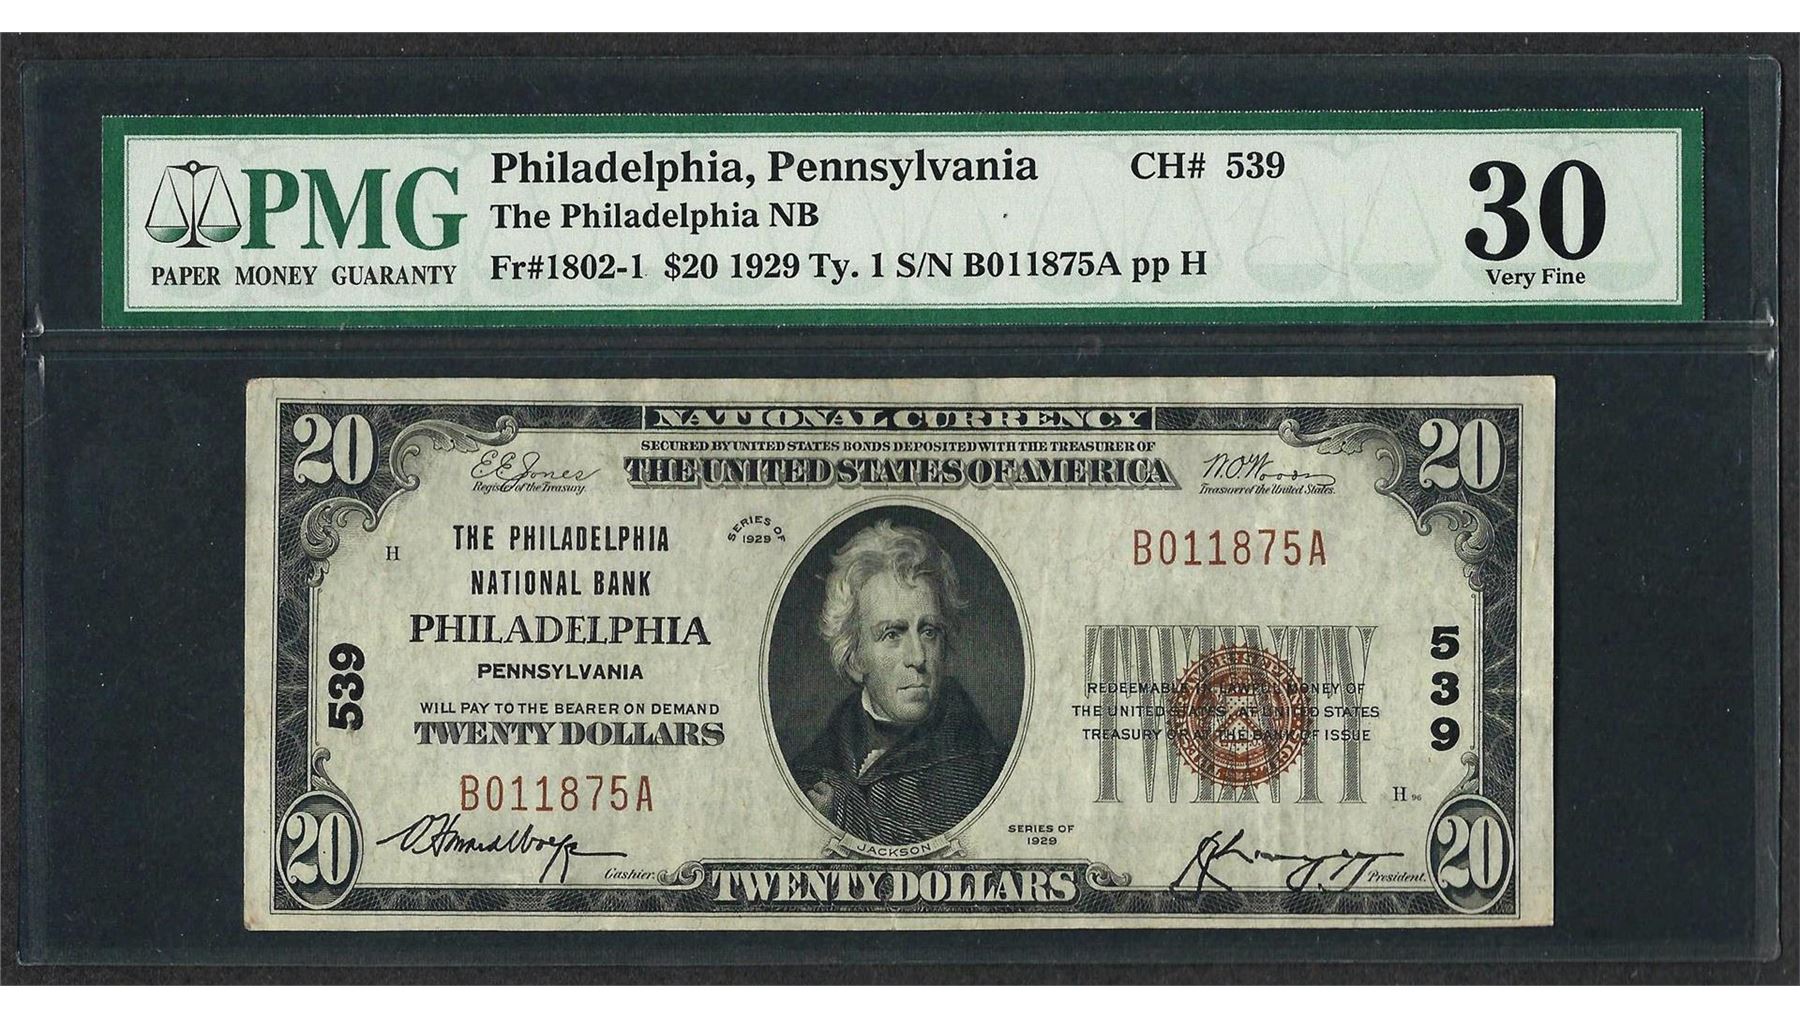 PMG
PAPER MONEY GUARANTY
Philadelphia, Pennsylvania CH# 539
The Philadelphia NB
Fr#1802-1 $20 1929 Ty. 1 S/N B011875A pp H
30
Very Fine
NATIONAL CURRENCY
SECURED BY UNITED STATES BONDS DEPOSITED WITH THE TREASURER OF
THE UNITED STATES OF AMERICA
20
20
E.E. Jones
Register of the Treasury.
W.O. Woods
Treasurer of the United States.
SERIES OF
1929
THE PHILADELPHIA
NATIONAL BANK
PHILADELPHIA
PENNSYLVANIA
H
B011875A
539
539
WILL PAY TO THE BEARER ON DEMAND
TWENTY DOLLARS
B011875A
REDEEMABLE IN LAWFUL MONEY OF
THE UNITED STATES, AT UNITED STATES
TREASURY OR AT THE BANK OF ISSUE
TWENTY
H 96
SERIES OF
1929
JACKSON
20
20
Cashier.
President.
TWENTY DOLLARS